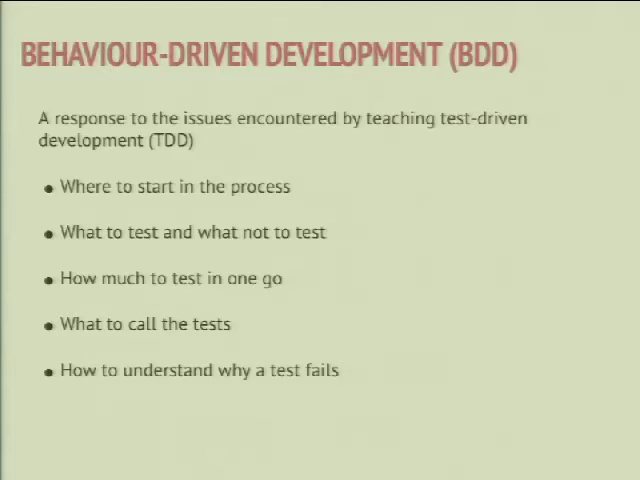 BEHAVIOUR-DRIVEN DEVELOPMENT (BDD)
A response to the issues encountered by teaching test-driven
development (TDD)
● Where to start in the process
● What to test and what not to test
● How much to test in one go
● What to call the tests
● How to understand why a test fails